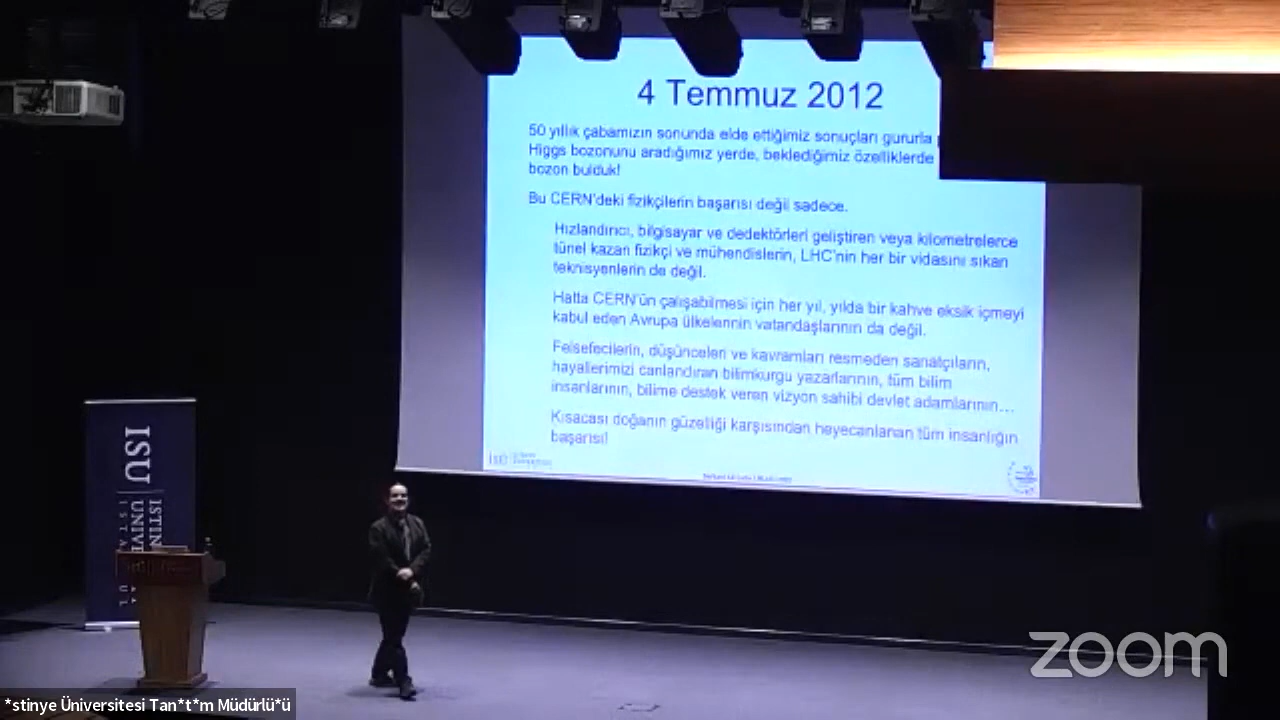 4 Temmuz 2012
50 yıllık çabamızın sonunda elde ettiğimiz sonuçları gururla
Higgs bozonunu aradığımız yerde, beklediğimiz özelliklerde
bozon bulduk!
Bu CERN'deki fizikçilerin başarısı değil sadece.
Hızlandırıcı, bilgisayar ve dedektörleri geliştiren veya kilometrelerce
tünel kazan fizikçi ve mühendislerin, LHC'nin her bir vidasını sıkan
teknisyenlerin de değil.
Hatta CERN'ün çalışabilmesi için her yıl, yılda bir kahve eksik içmeyi
kabul eden Avrupa ülkelerinin vatandaşlarının da değil.
Felsefecilerin, düşünceleri ve kavramları resmeden sanatçıların,
hayallerimizi canlandıran bilimkurgu yazarlarının, tüm bilim
insanlarının, bilime destek veren vizyon sahibi devlet adamlarının...
Kısacası doğanın güzelliği karşısından heyecanlanan tüm insanlığın
başarısı!
ISU
ISTIN
UNIVE
ISTA
UL
zoom
*stinye Üniversitesi Tan*t*m Müdürlü*ü